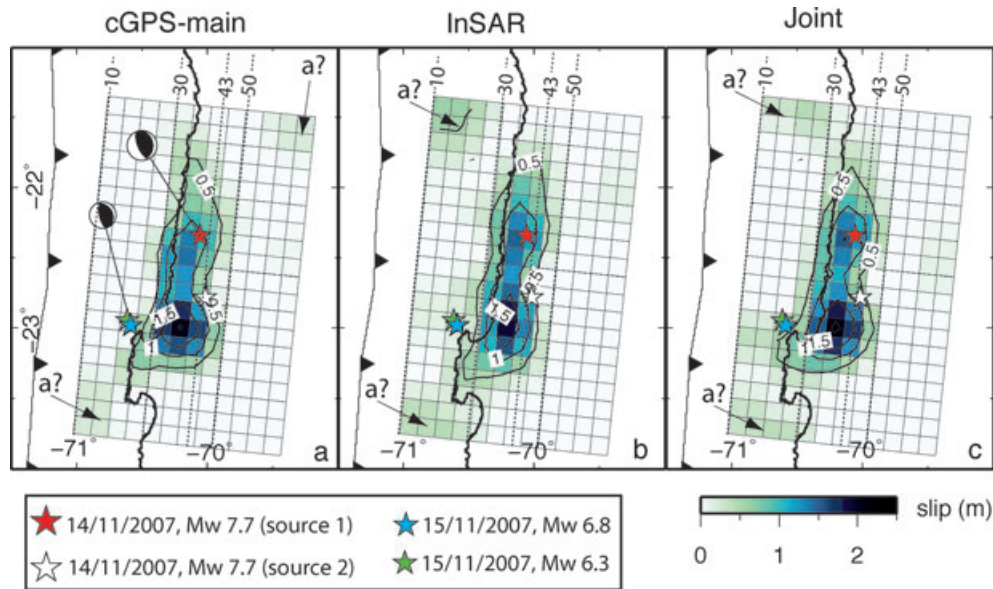 cGPS-main
InSAR
Joint
10 30 43 50
10 30 43 50
10 30 43 50
a?
a?
a?
−22
−23°
0.5
0.5
0.5
0.5
0.5
0.5
1.5
1.5
1.5
1
1
1
a?
a?
a?
−71° −70° a
−71° −70° b
−71° −70° c
14/11/2007, Mw 7.7 (source 1)
14/11/2007, Mw 7.7 (source 2)
15/11/2007, Mw 6.8
15/11/2007, Mw 6.3
slip (m)
0 1 2